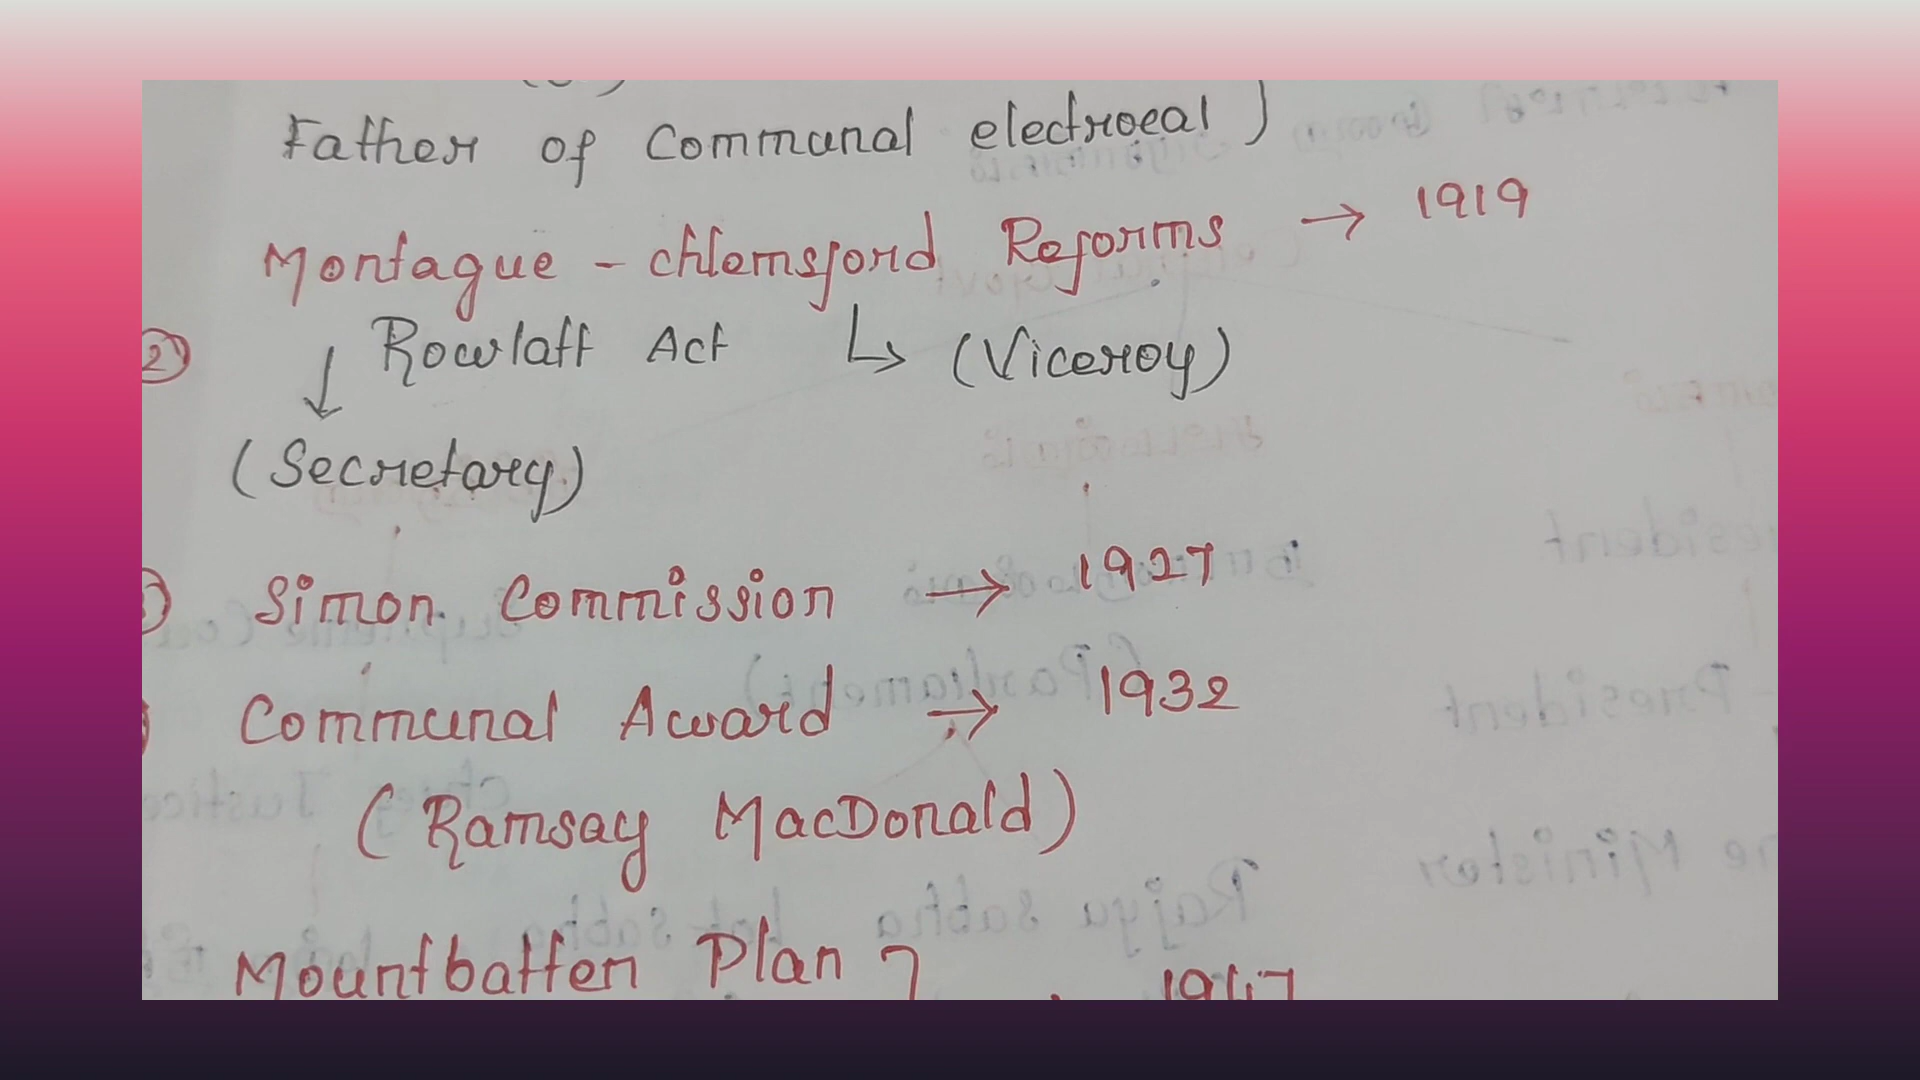 Father of Communal electroeal)
Montague - chlemsford Reforms → 1919
2) Rowlatt Act ↳ (Viceroy)
↓
(Secretary)
Simon Commission → 1927
Communal Award → 1932
(Ramsay MacDonald)
Mountbatten Plan 1947